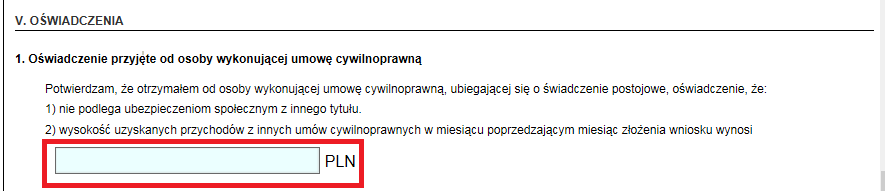 V. OŚWIADCZENIA
1. Oświadczenie przyjęte od osoby wykonującej umowę cywilnoprawną
Potwierdzam, że otrzymałem od osoby wykonującej umowę cywilnoprawną, ubiegającej się o świadczenie postojowe, oświadczenie, że:
1) nie podlega ubezpieczeniom społecznym z innego tytułu.
2) wysokość uzyskanych przychodów z innych umów cywilnoprawnych w miesiącu poprzedzającym miesiąc złożenia wniosku wynosi
PLN